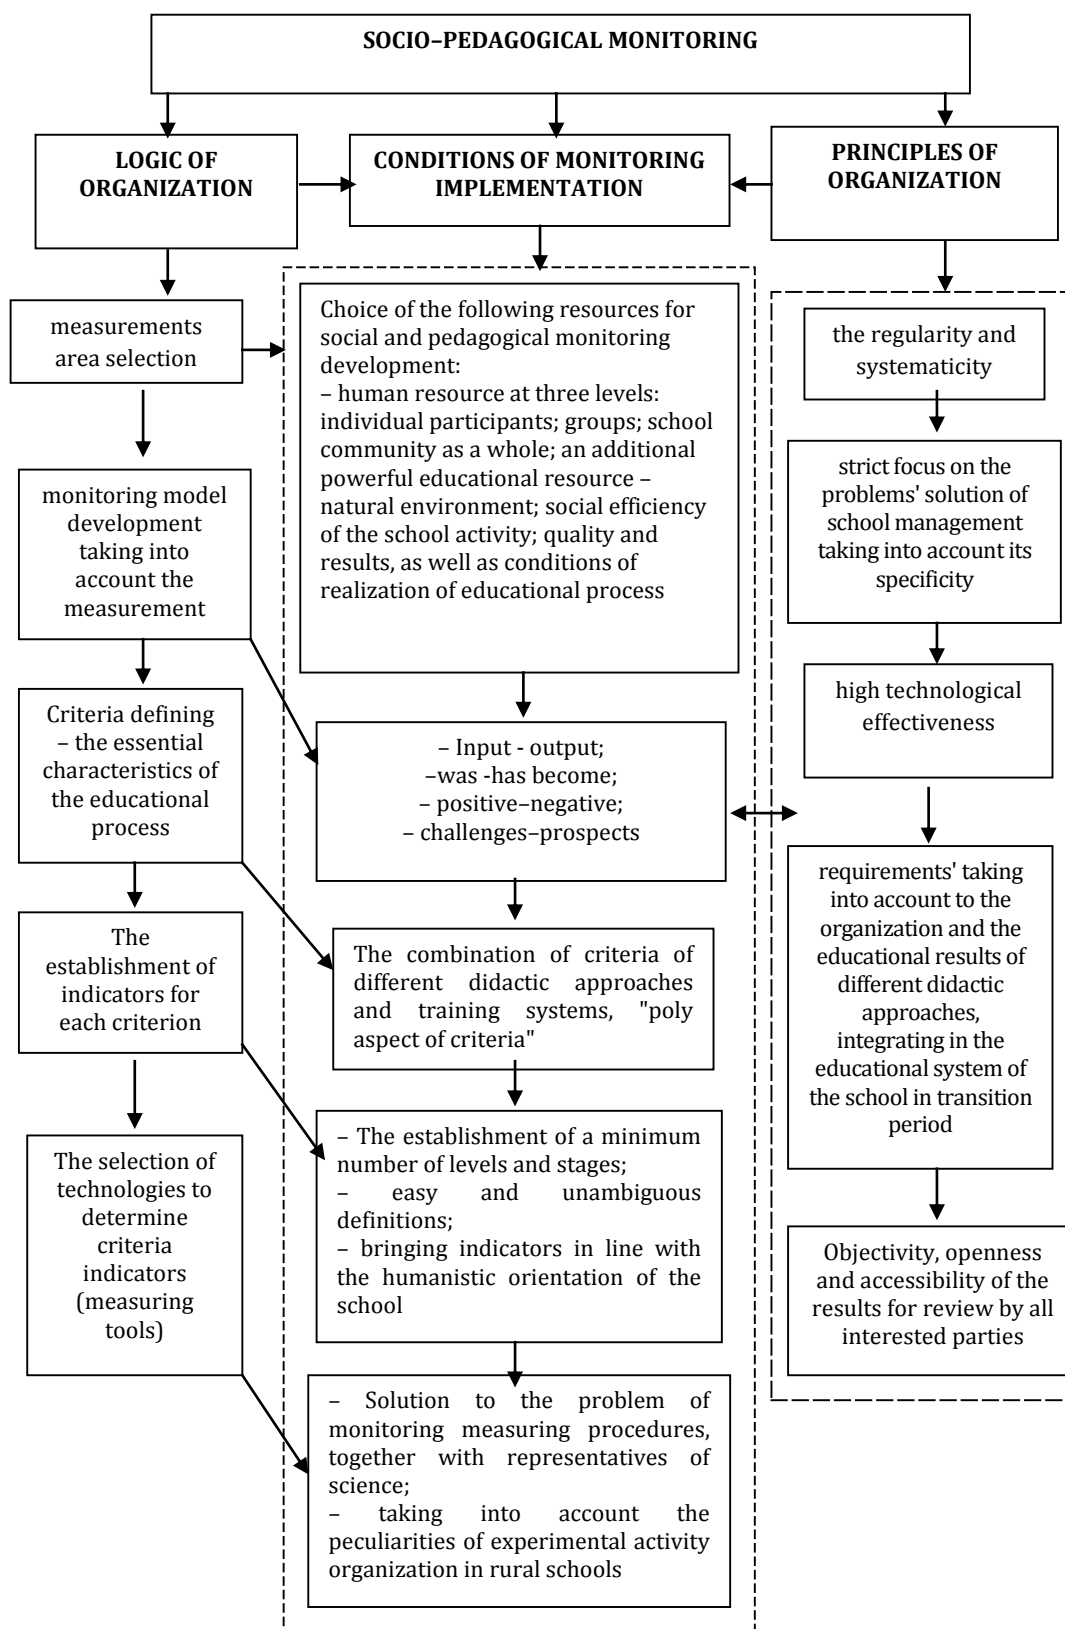 SOCIO–PEDAGOGICAL MONITORING
LOGIC OF
ORGANIZATION
CONDITIONS OF MONITORING
IMPLEMENTATION
PRINCIPLES OF
ORGANIZATION
measurements
area selection
monitoring model
development
taking into
account the
measurement
Criteria defining
– the essential
characteristics of
the educational
process
The
establishment of
indicators for
each criterion
The selection of
technologies to
determine
criteria
indicators
(measuring
tools)
Choice of the following resources for
social and pedagogical monitoring
development:
– human resource at three levels:
individual participants; groups; school
community as a whole; an additional
powerful educational resource –
natural environment; social efficiency
of the school activity; quality and
results, as well as conditions of
realization of educational process
– Input - output;
–was -has become;
– positive–negative;
– challenges–prospects
The combination of criteria of
different didactic approaches
and training systems, "poly
aspect of criteria"
– The establishment of a minimum
number of levels and stages;
– easy and unambiguous
definitions;
– bringing indicators in line with
the humanistic orientation of the
school
– Solution to the problem of
monitoring measuring procedures,
together with representatives of
science;
– taking into account the
peculiarities of experimental activity
organization in rural schools
the regularity and
systematicity
strict focus on the
problems' solution of
school management
taking into account its
specificity
high technological
effectiveness
requirements' taking
into account to the
organization and the
educational results of
different didactic
approaches,
integrating in the
educational system of
the school in transition
period
Objectivity, openness
and accessibility of the
results for review by all
interested parties